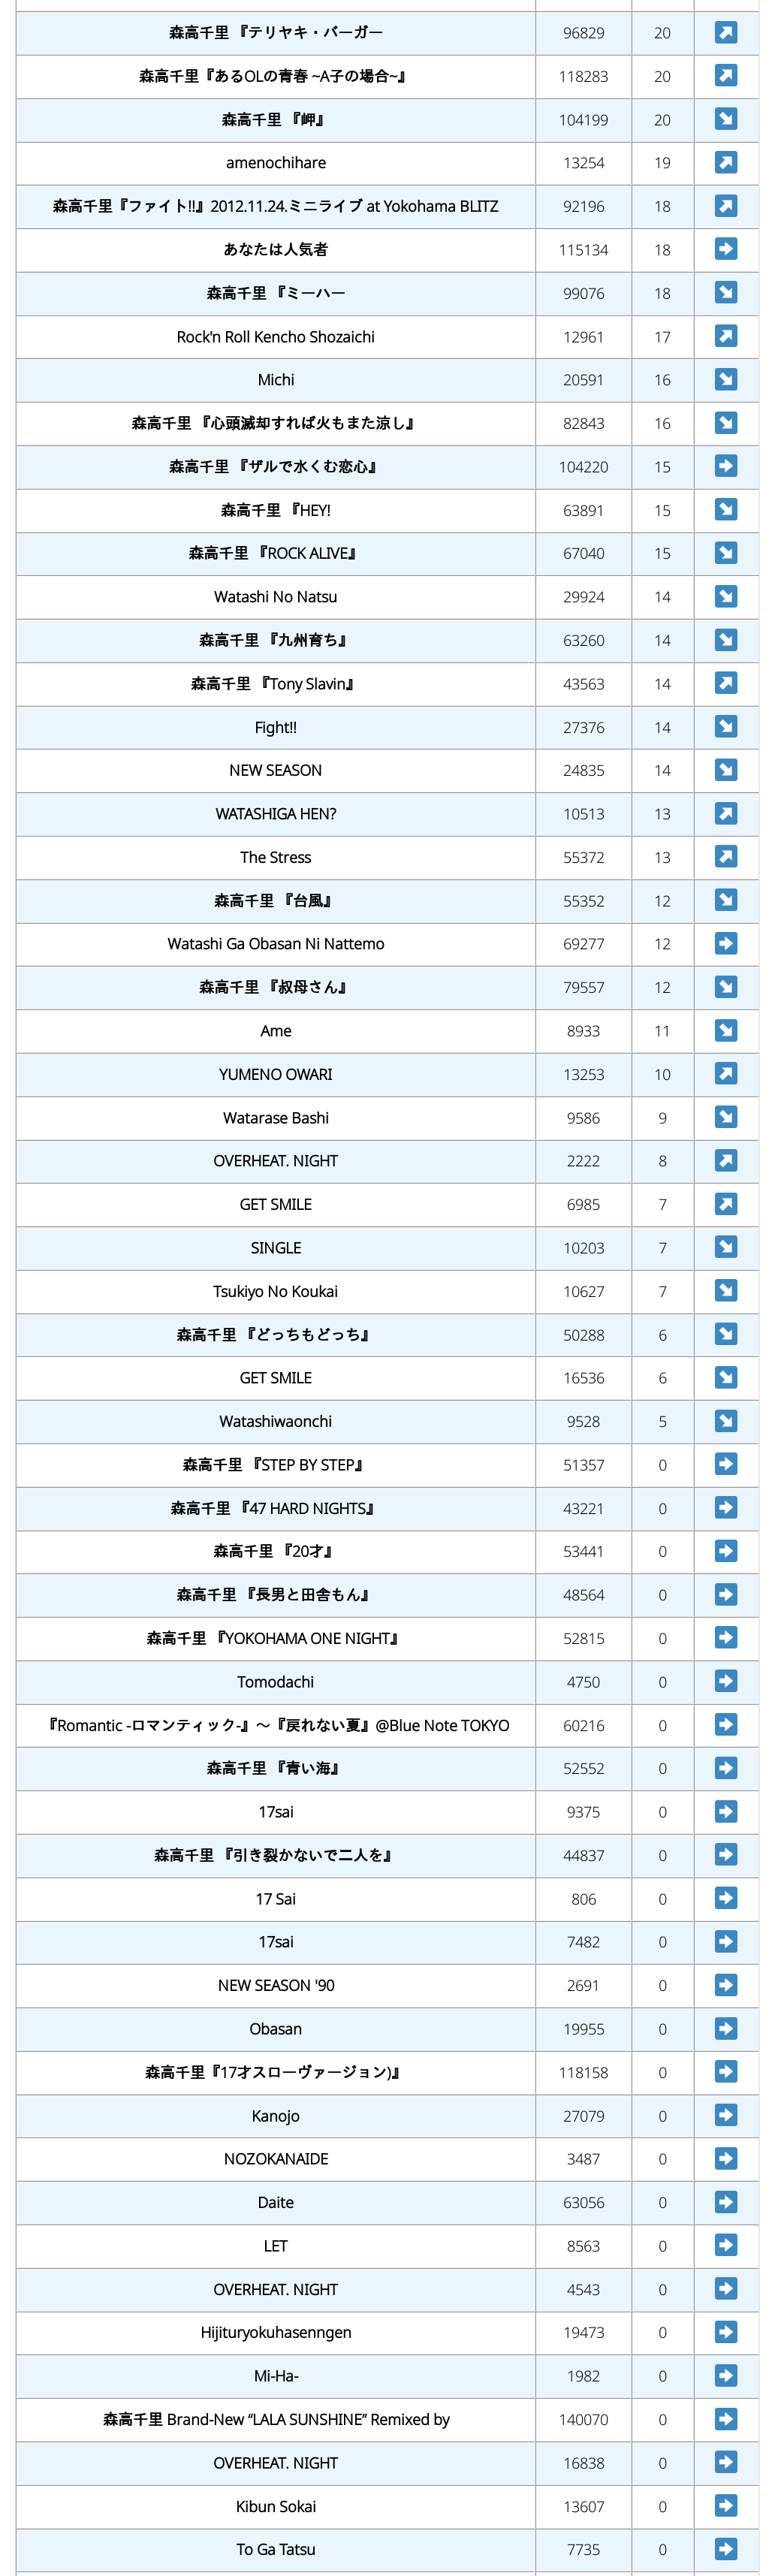 森高千里 『テリヤキ・バーガー 96829 20
森高千里『あるOLの青春 ~A子の場合~』 118283 20
森高千里 『岬』 104199 20
amenochihare 13254 19
森高千里『ファイト!!』2012.11.24.ミニライブ at Yokohama BLITZ 92196 18
あなたは人気者 115134 18
森高千里 『ミーハー 99076 18
Rock'n Roll Kencho Shozaichi 12961 17
Michi 20591 16
森高千里 『心頭滅却すれば火もまた涼し』 82843 16
森高千里 『ザルで水くむ恋心』 104220 15
森高千里 『HEY! 63891 15
森高千里 『ROCK ALIVE』 67040 15
Watashi No Natsu 29924 14
森高千里 『九州育ち』 63260 14
森高千里 『Tony Slavin』 43563 14
Fight!! 27376 14
NEW SEASON 24835 14
WATASHIGA HEN? 10513 13
The Stress 55372 13
森高千里 『台風』 55352 12
Watashi Ga Obasan Ni Nattemo 69277 12
森高千里 『叔母さん』 79557 12
Ame 8933 11
YUMENO OWARI 13253 10
Watarase Bashi 9586 9
OVERHEAT. NIGHT 2222 8
GET SMILE 6985 7
SINGLE 10203 7
Tsukiyo No Koukai 10627 7
森高千里 『どっちもどっち』 50288 6
GET SMILE 16536 6
Watashiwaonchi 9528 5
森高千里 『STEP BY STEP』 51357 0
森高千里 『47 HARD NIGHTS』 43221 0
森高千里 『20才』 53441 0
森高千里 『長男と田舎もん』 48564 0
森高千里 『YOKOHAMA ONE NIGHT』 52815 0
Tomodachi 4750 0
『Romantic -ロマンティック-』～『戻れない夏』@Blue Note TOKYO 60216 0
森高千里 『青い海』 52552 0
17sai 9375 0
森高千里 『引き裂かないで二人を』 44837 0
17 Sai 806 0
17sai 7482 0
NEW SEASON '90 2691 0
Obasan 19955 0
森高千里『17才スローヴァージョン)』 118158 0
Kanojo 27079 0
NOZOKANAIDE 3487 0
Daite 63056 0
LET 8563 0
OVERHEAT. NIGHT 4543 0
Hijituryokuhasenngen 19473 0
Mi-Ha- 1982 0
森高千里 Brand-New “LALA SUNSHINE” Remixed by 140070 0
OVERHEAT. NIGHT 16838 0
Kibun Sokai 13607 0
To Ga Tatsu 7735 0